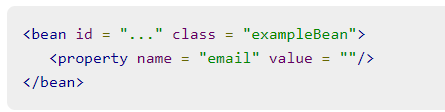 <bean id = "..." class = "exampleBean">
<property name = "email" value = ""/>
</bean>